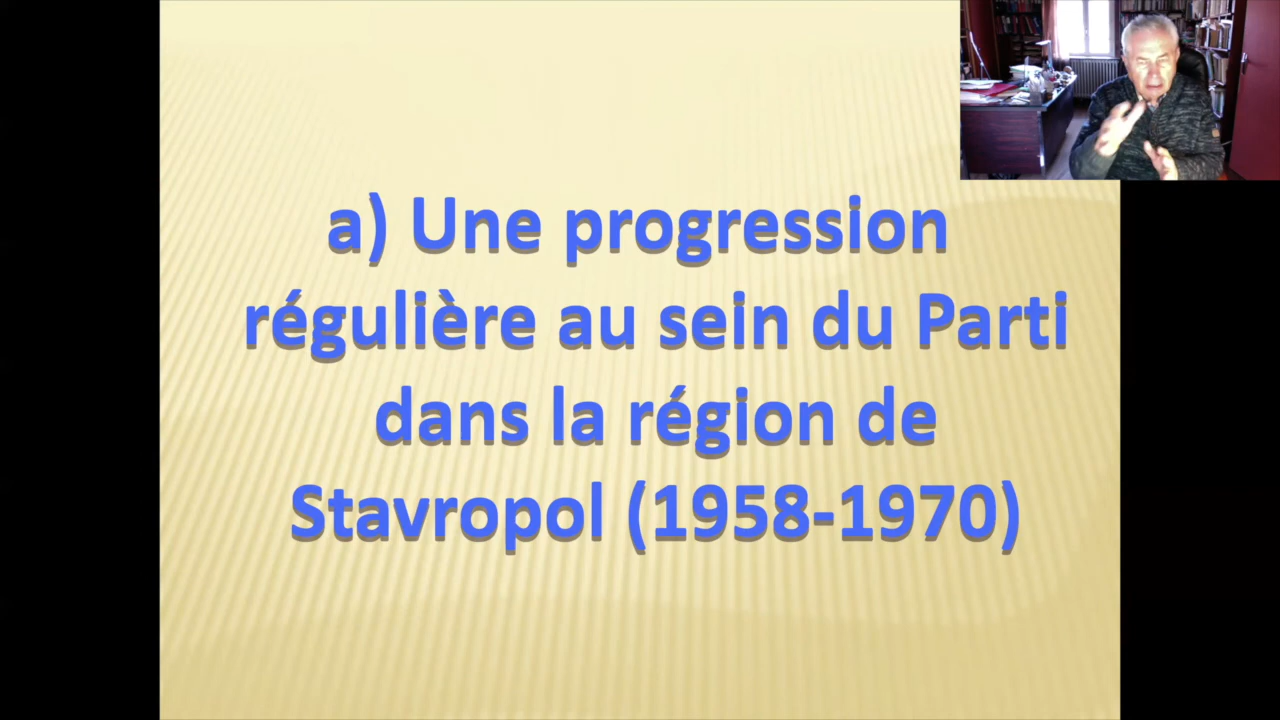 a) Une progression
régulière au sein du Parti
dans la région de
Stavropol (1958-1970)